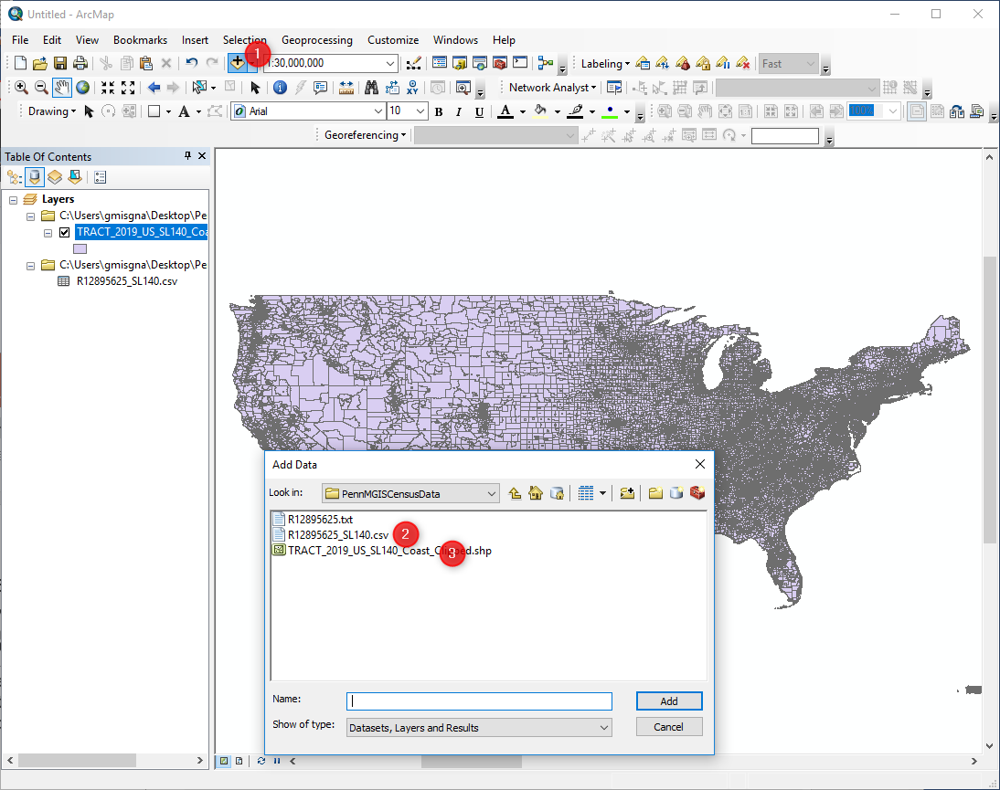 Untitled - ArcMap
File Edit View Bookmarks Insert Selection Geoprocessing Customize Windows Help
1
1:30,000,000
Labeling
Fast
Network Analyst
Drawing
Arial
10
B I U A
100%
Georeferencing
Table Of Contents
Layers
C:\Users\gmisgna\Desktop\Pe
TRACT_2019_US_SL140_Coa
C:\Users\gmisgna\Desktop\Pe
R12895625_SL140.csv
Add Data
Look in: PennMGISCensusData
R12895625.txt
R12895625_SL140.csv
2
TRACT_2019_US_SL140_Coast_Clipped.shp
3
Name:
Add
Show of type: Datasets, Layers and Results
Cancel